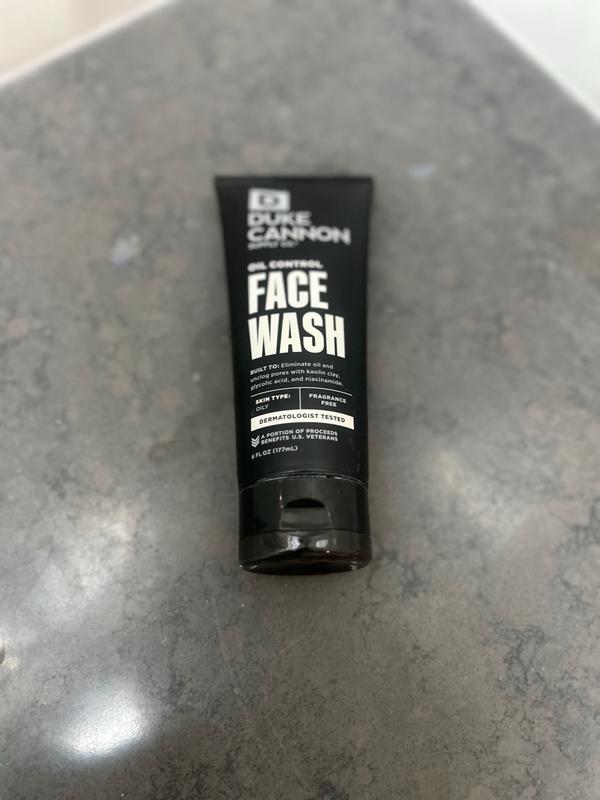 D
DUKE
CANNON
SUPPLY CO
OIL CONTROL
FACE
WASH
BUILT TO: Eliminate oil and
unclog pores with kaolin clay,
glycolic acid, and niacinamide.
SKIN TYPE:
OILY
FRAGRANCE
FREE
DERMATOLOGIST TESTED
A PORTION OF PROCEEDS
BENEFITS U.S. VETERANS
6 FL OZ (177mL)